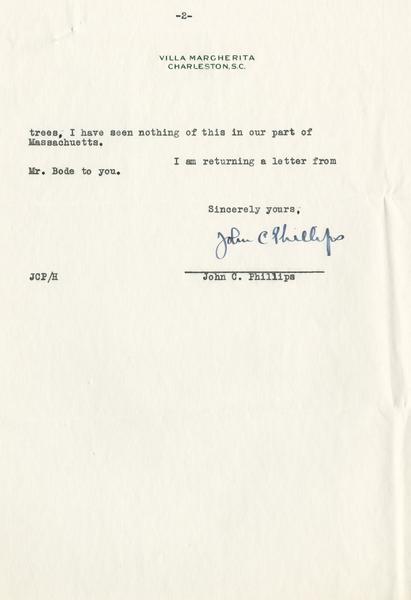 -2-
VILLA MARGHERITA
CHARLESTON, S.C.
trees, I have seen nothing of this in our part of
Massachuetts.
I am returning a letter from
Mr. Bode to you.
Sincerely yours,
John C Phillips
JCP/H
John C. Phillips